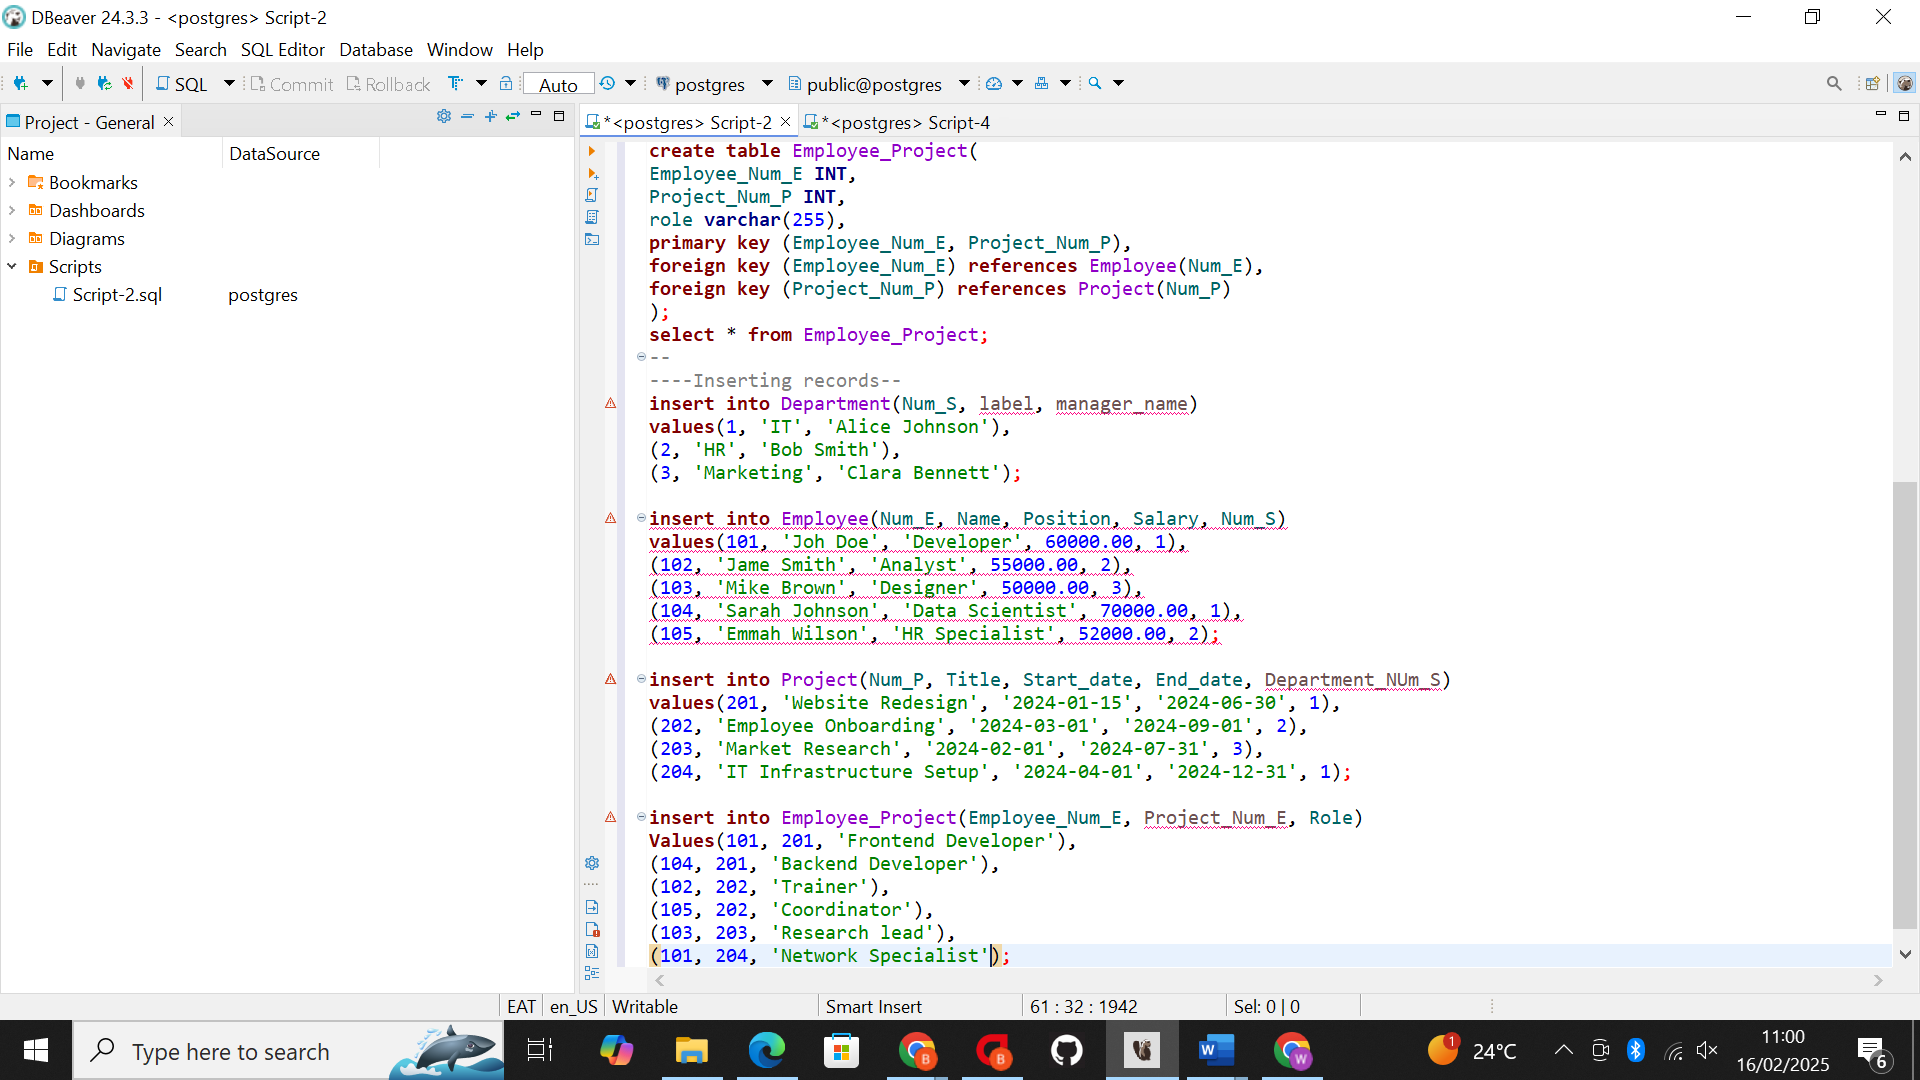 DBeaver 24.3.3 - <postgres> Script-2
File Edit Navigate Search SQL Editor Database Window Help
SQL Commit Rollback Auto postgres public@postgres
Project - General
*<postgres> Script-2 *<postgres> Script-4
Name DataSource
Bookmarks
Dashboards
Diagrams
Scripts
Script-2.sql postgres
create table Employee_Project(
Employee_Num_E INT,
Project_Num_P INT,
role varchar(255),
primary key (Employee_Num_E, Project_Num_P),
foreign key (Employee_Num_E) references Employee(Num_E),
foreign key (Project_Num_P) references Project(Num_P)
);
select * from Employee_Project;
--
----Inserting records--
insert into Department(Num_S, label, manager_name)
values(1, 'IT', 'Alice Johnson'),
(2, 'HR', 'Bob Smith'),
(3, 'Marketing', 'Clara Bennett');
insert into Employee(Num_E, Name, Position, Salary, Num_S)
values(101, 'Joh Doe', 'Developer', 60000.00, 1),
(102, 'Jame Smith', 'Analyst', 55000.00, 2),
(103, 'Mike Brown', 'Designer', 50000.00, 3),
(104, 'Sarah Johnson', 'Data Scientist', 70000.00, 1),
(105, 'Emmah Wilson', 'HR Specialist', 52000.00, 2);
insert into Project(Num_P, Title, Start_date, End_date, Department_NUm_S)
values(201, 'Website Redesign', '2024-01-15', '2024-06-30', 1),
(202, 'Employee Onboarding', '2024-03-01', '2024-09-01', 2),
(203, 'Market Research', '2024-02-01', '2024-07-31', 3),
(204, 'IT Infrastructure Setup', '2024-04-01', '2024-12-31', 1);
insert into Employee_Project(Employee_Num_E, Project_Num_E, Role)
Values(101, 201, 'Frontend Developer'),
(104, 201, 'Backend Developer'),
(102, 202, 'Trainer'),
(105, 202, 'Coordinator'),
(103, 203, 'Research lead'),
(101, 204, 'Network Specialist');
EAT en_US Writable Smart Insert 61 : 32 : 1942 Sel: 0 | 0
Type here to search
B B W W 1 24°C
11:00
16/02/2025
6